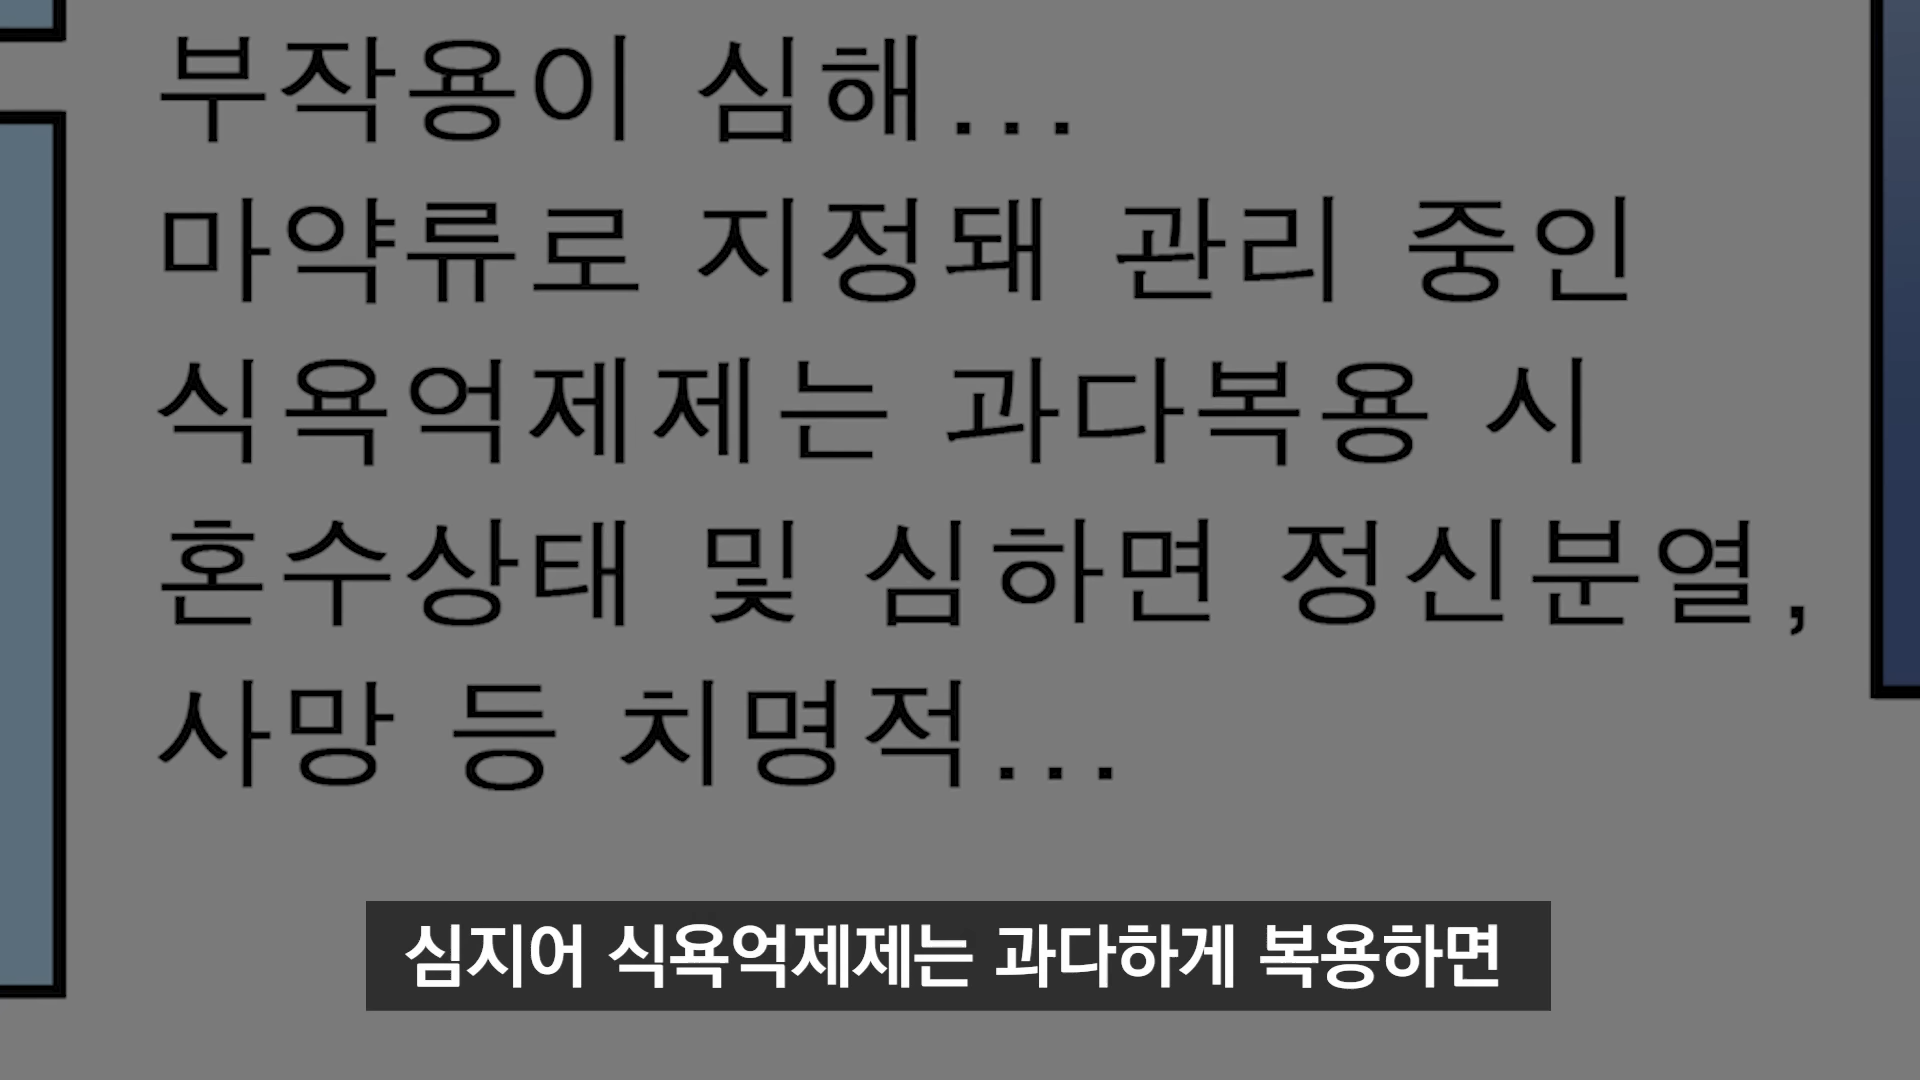 부작용이 심해...
마약류로 지정돼 관리 중인
식욕억제제는 과다복용 시
혼수상태 및 심하면 정신분열,
사망 등 치명적...
심지어 식욕억제제는 과다하게 복용하면